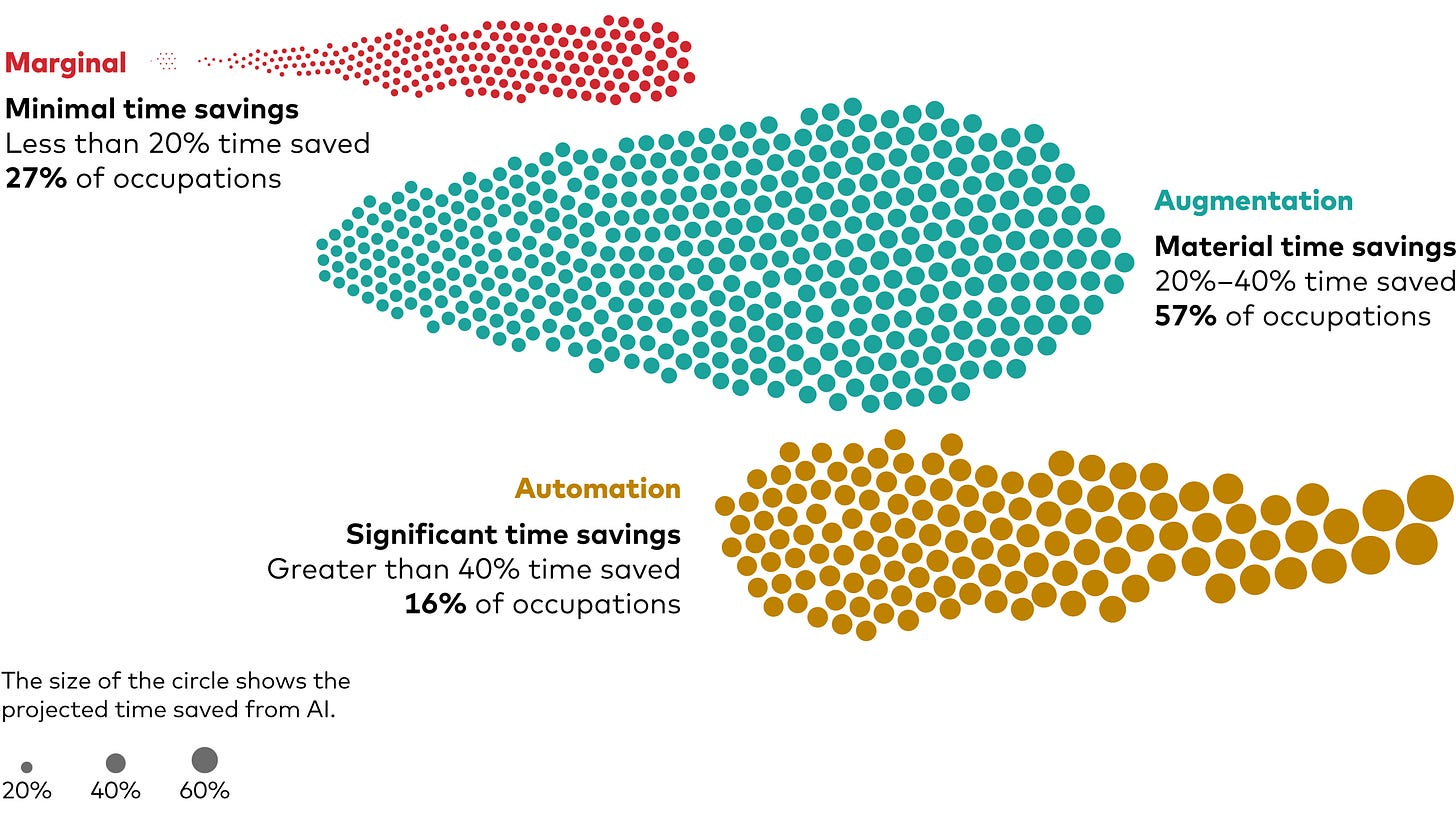 Marginal
Minimal time savings
Less than 20% time saved
27% of occupations
Augmentation
Material time savings
20%–40% time saved
57% of occupations
Automation
Significant time savings
Greater than 40% time saved
16% of occupations
The size of the circle shows the
projected time saved from AI.
20% 40% 60%